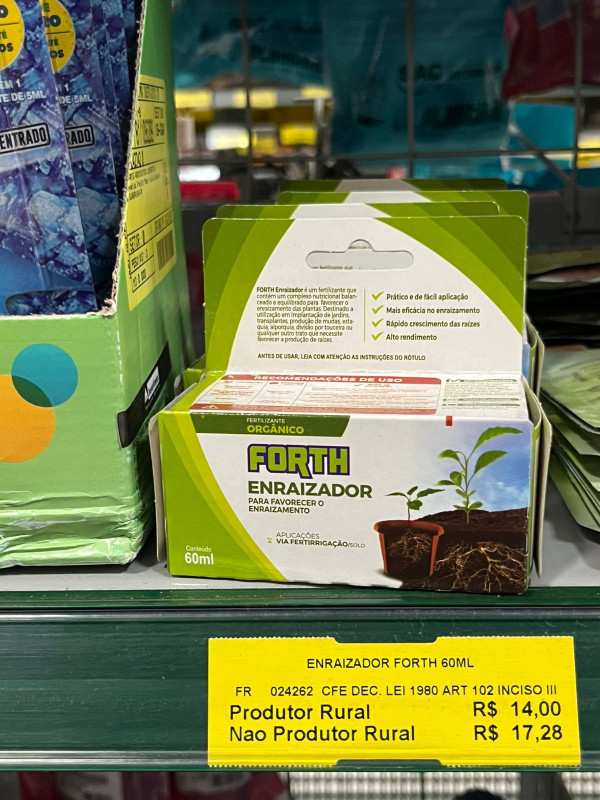 ENTRADO
FORTH Enraizador é um fertilizante que
contém um complexo nutricional balan-
ceado e equilibrado para favorecer o
enraizamento das plantas. Destinado a
utilização em implantação de jardins,
transplantes, produção de mudas, esta-
quia, alporquia, divisão por touceira ou
qualquer outro trato que necessite
favorecer a produção de raízes.
Prático e de fácil aplicação
Mais eficácia no enraizamento
Rápido crescimento das raízes
Alto rendimento
ANTES DE USAR, LEIA COM ATENÇÃO AS INSTRUÇÕES DO RÓTULO
RECOMENDAÇÕES DE USO
FERTILIZANTE
ORGÂNICO
FORTH
ENRAIZADOR
PARA FAVORECER O
ENRAIZAMENTO
APLICAÇÕES
VIA FERTIRRIGAÇÃO/SOLO
Conteúdo
60ml
ENRAIZADOR FORTH 60ML
FR 024262 CFE DEC. LEI 1980 ART 102 INCISO III
Produtor Rural R$ 14,00
Nao Produtor Rural R$ 17,28